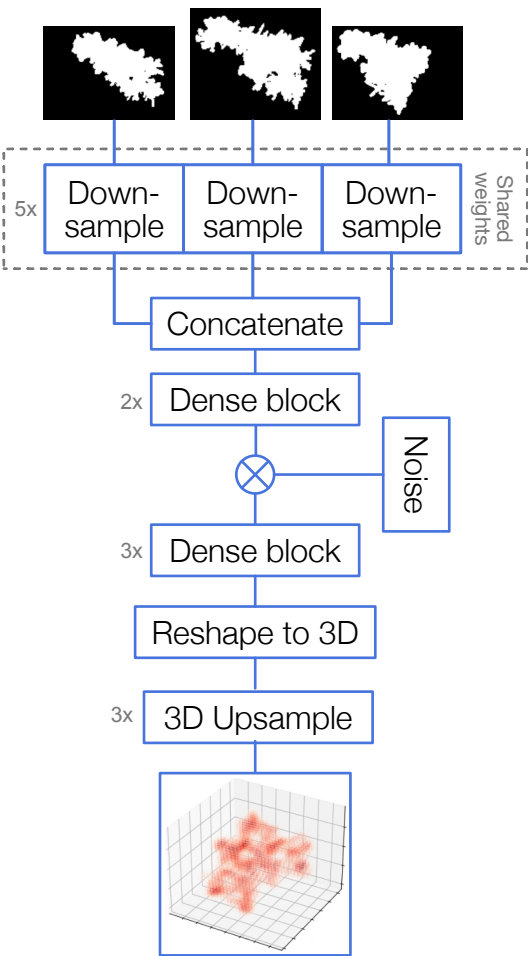 5x
Down-
sample
Down-
sample
Down-
sample
Shared
weights
Concatenate
2x
Dense block
Noise
3x
Dense block
Reshape to 3D
3x
3D Upsample